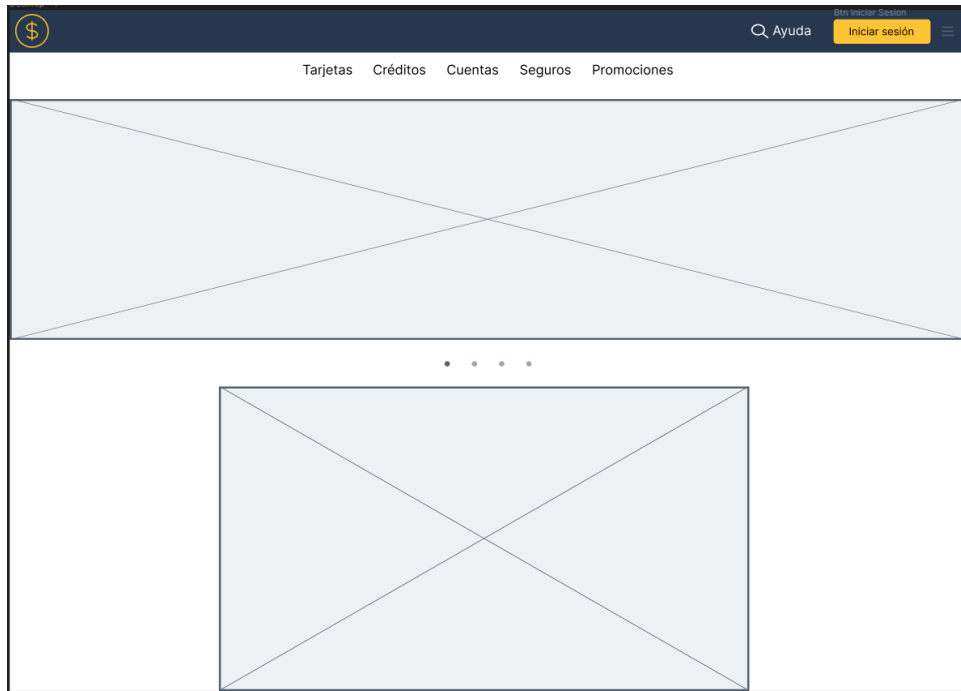 Btn Iniciar Sesion
$
Ayuda
Iniciar sesión
Tarjetas Créditos Cuentas Seguros Promociones